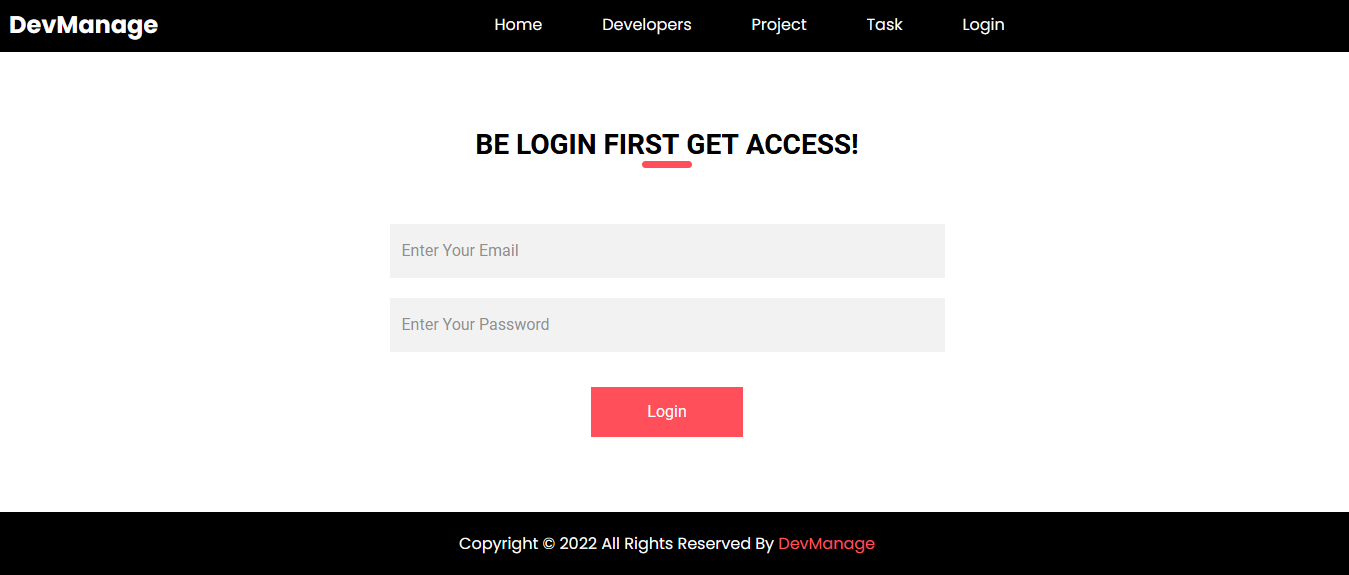 DevManage Home Developers Project Task Login
BE LOGIN FIRST GET ACCESS!
Enter Your Email
Enter Your Password
Login
Copyright © 2022 All Rights Reserved By DevManage